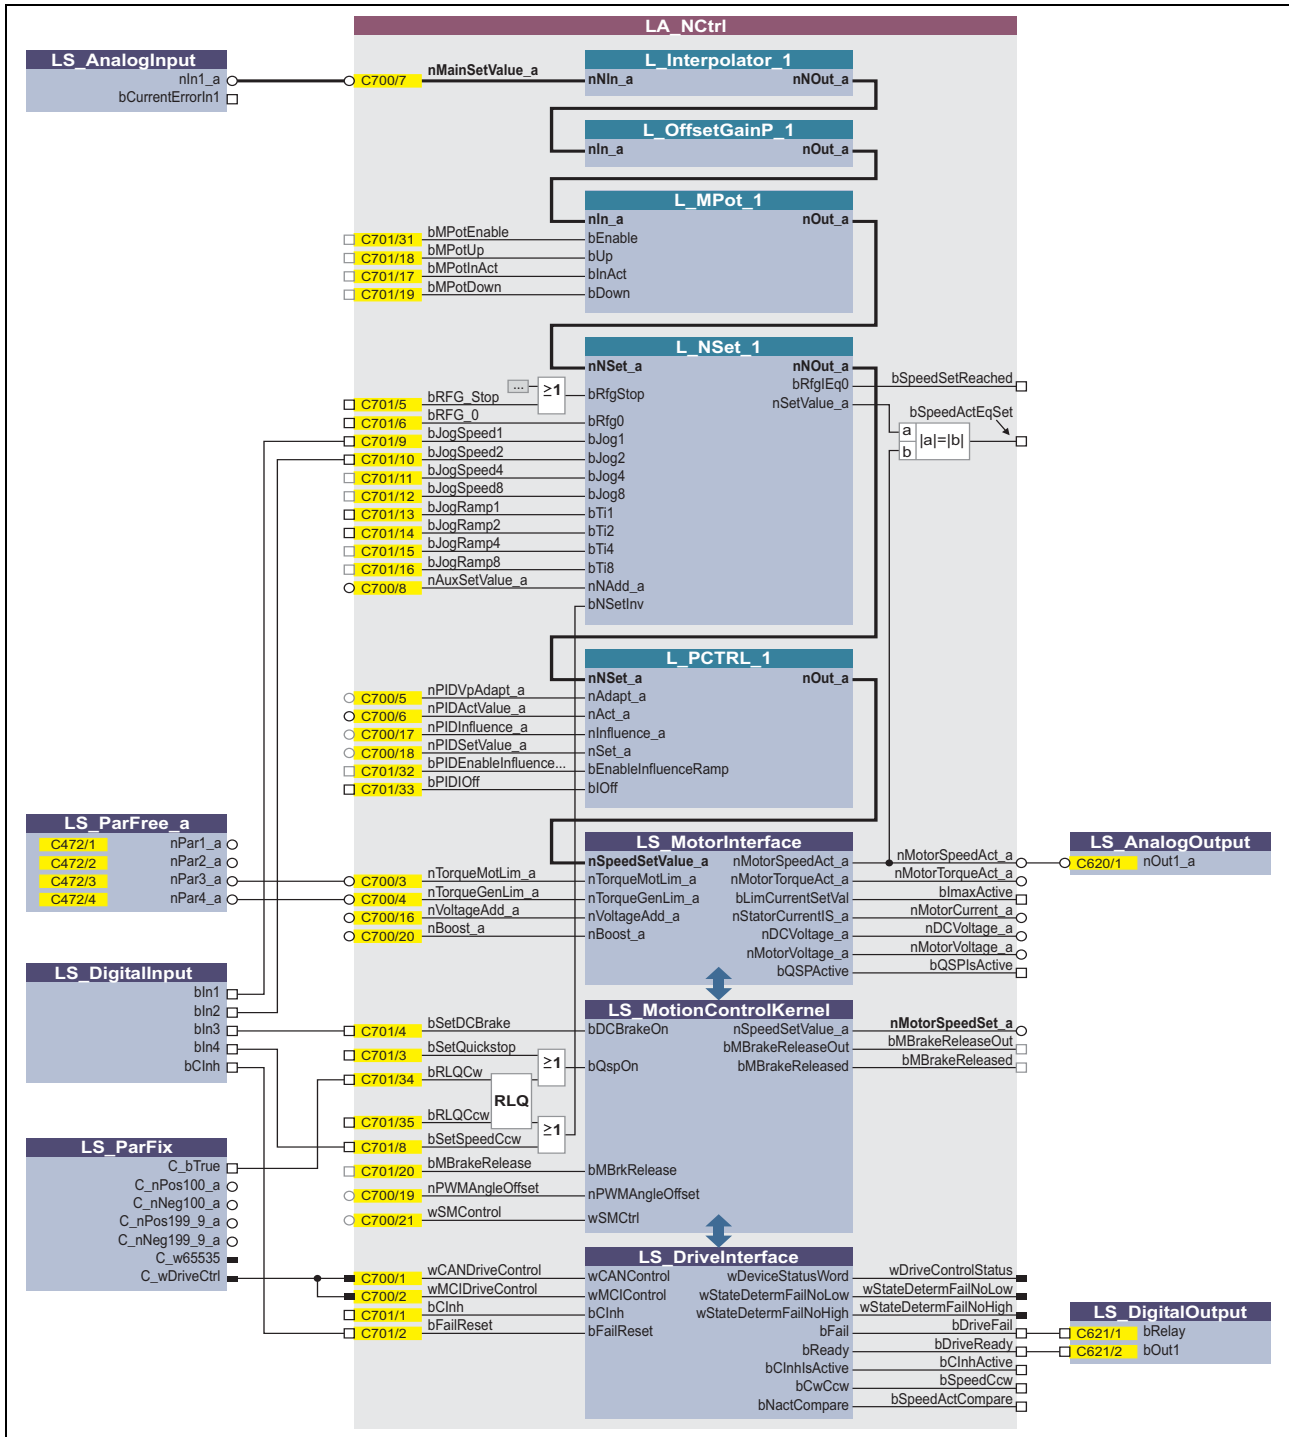 LA_NCtrl
LS_AnalogInput
nIn1_a
bCurrentErrorIn1
C700/7
nMainSetValue_a
L_Interpolator_1
nNIn_a
nNOut_a
L_OffsetGainP_1
nIn_a
nOut_a
L_MPot_1
nIn_a
nOut_a
C701/31
bMPotEnable
bEnable
C701/18
bMPotUp
bUp
C701/17
bMPotInAct
bInAct
C701/19
bMPotDown
bDown
L_NSet_1
nNSet_a
nNOut_a
...
≥1
bRfgStop
bRfgIEq0
bSpeedSetReached
C701/5
bRFG_Stop
nSetValue_a
bSpeedActEqSet
a
b
|a|=|b|
C701/6
bRFG_0
bRfg0
C701/9
bJogSpeed1
bJog1
C701/10
bJogSpeed2
bJog2
C701/11
bJogSpeed4
bJog4
C701/12
bJogSpeed8
bJog8
C701/13
bJogRamp1
bTi1
C701/14
bJogRamp2
bTi2
C701/15
bJogRamp4
bTi4
C701/16
bJogRamp8
bTi8
C700/8
nAuxSetValue_a
nNAdd_a
bNSetInv
L_PCTRL_1
nNSet_a
nOut_a
C700/5
nPIDVpAdapt_a
nAdapt_a
C700/6
nPIDActValue_a
nAct_a
C700/17
nPIDInfluence_a
nInfluence_a
C700/18
nPIDSetValue_a
nSet_a
C701/32
bPIDEnableInfluence...
bEnableInfluenceRamp
C701/33
bPIDIOff
bIOff
LS_ParFree_a
C472/1
nPar1_a
C472/2
nPar2_a
C472/3
nPar3_a
C472/4
nPar4_a
LS_MotorInterface
nSpeedSetValue_a
nMotorSpeedAct_a
nMotorSpeedAct_a
LS_AnalogOutput
C620/1
nOut1_a
C700/3
nTorqueMotLim_a
nTorqueMotLim_a
nMotorTorqueAct_a
nMotorTorqueAct_a
C700/4
nTorqueGenLim_a
nTorqueGenLim_a
bLimCurrentSetVal
bImaxActive
C700/16
nVoltageAdd_a
nVoltageAdd_a
nStatorCurrentIS_a
nMotorCurrent_a
C700/20
nBoost_a
nBoost_a
nDCVoltage_a
nDCVoltage_a
nMotorVoltage_a
nMotorVoltage_a
bQSPActive
bQSPIsActive
LS_DigitalInput
bIn1
bIn2
bIn3
bIn4
bCInh
LS_MotionControlKernel
C701/4
bSetDCBrake
bDCBrakeOn
nSpeedSetValue_a
nMotorSpeedSet_a
C701/3
bSetQuickstop
≥1
bQspOn
bMBrakeReleaseOut
bMBrakeReleaseOut
bMBrakeReleased
bMBrakeReleased
C701/34
bRLQCw
RLQ
C701/35
bRLQCcw
≥1
C701/8
bSetSpeedCcw
C701/20
bMBrakeRelease
bMBrkRelease
C700/19
nPWMAngleOffset
nPWMAngleOffset
C700/21
wSMControl
wSMCtrl
LS_ParFix
C_bTrue
C_nPos100_a
C_nNeg100_a
C_nPos199_9_a
C_nNeg199_9_a
C_w65535
C_wDriveCtrl
LS_DriveInterface
C700/1
wCANDriveControl
wCANControl
wDeviceStatusWord
wDriveControlStatus
C700/2
wMCIDriveControl
wMCIControl
wStateDetermFailNoLow
wStateDetermFailNoLow
C701/1
bCInh
bCInh
wStateDetermFailNoHigh
wStateDetermFailNoHigh
C701/2
bFailReset
bFailReset
bFail
bDriveFail
bReady
bDriveReady
bCInhIsActive
bCInhActive
bCwCcw
bSpeedCcw
bNactCompare
bSpeedActCompare
LS_DigitalOutput
C621/1
bRelay
C621/2
bOut1